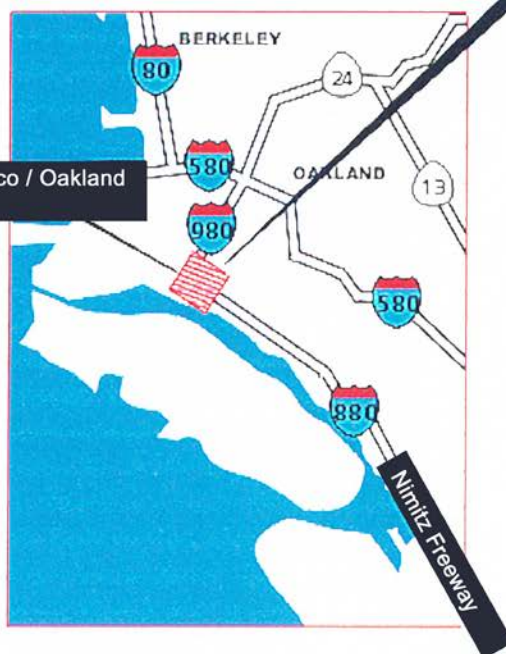 BERKELEY
80
24
co / Oakland
580
OAKLAND
13
980
580
880
Nimitz Freeway